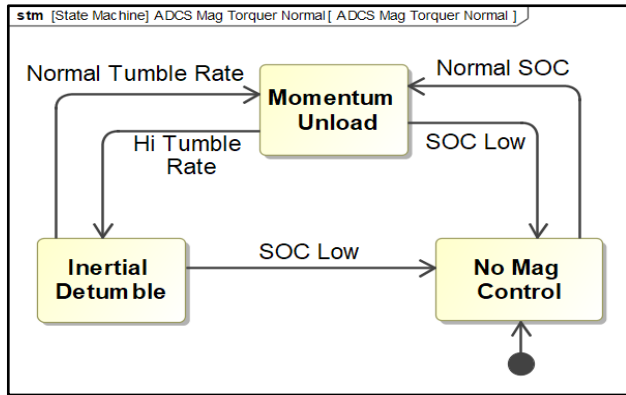 stm [State Machine] ADCS Mag Torquer Normal[ ADCS Mag Torquer Normal ]
Normal Tumble Rate
Momentum
Unload
Normal SOC
Hi Tumble
Rate
SOC Low
Inertial
Detumble
SOC Low
No Mag
Control